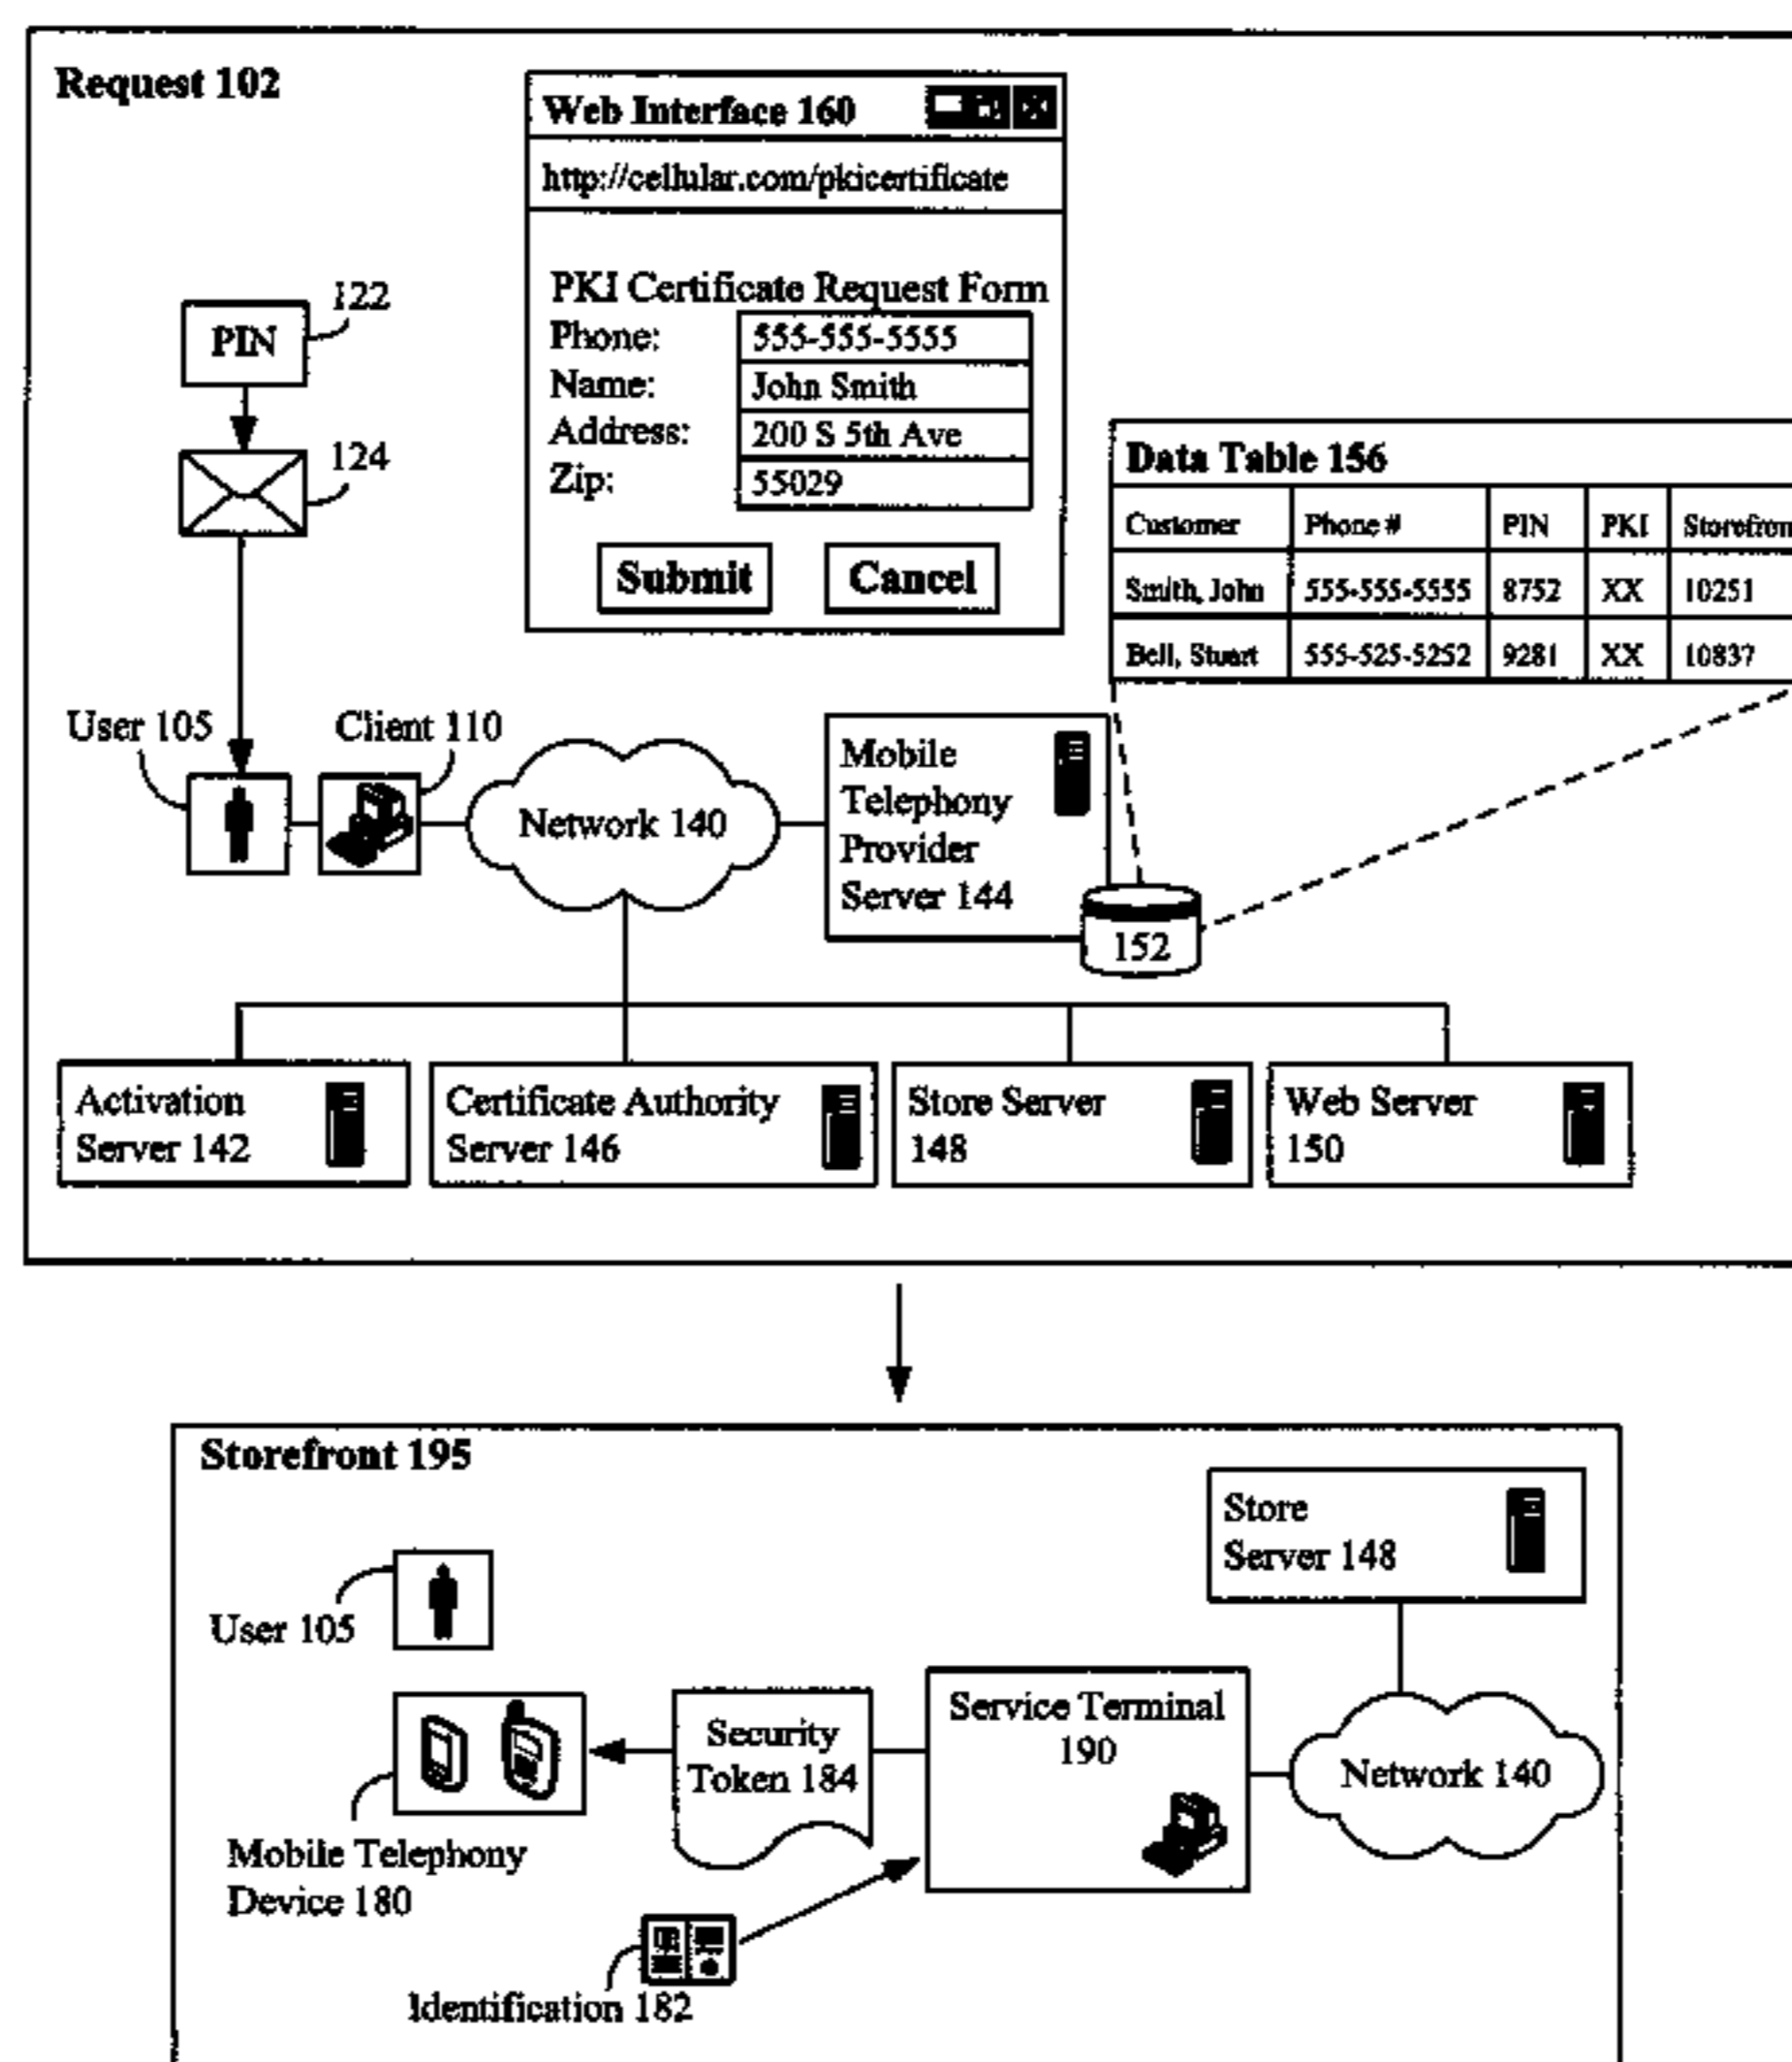 Request 102
Web Interface 160
http://cellular.com/pkicertificate
PKI Certificate Request Form
Phone: 555-555-5555
Name: John Smith
Address: 200 S 5th Ave
Zip: 55029
Submit Cancel
122
PIN
124
Data Table 156
Customer Phone # PIN PKI Storefron
Smith, John 555-555-5555 8752 XX 10251
Bell, Stuart 555-525-5252 9281 XX 10837
User 105
Client 110
Network 140
Mobile
Telephony
Provider
Server 144
152
Activation
Server 142
Certificate Authority
Server 146
Store Server
148
Web Server
150
Storefront 195
Store
Server 148
User 105
Security
Token 184
Service Terminal
190
Network 140
Mobile Telephony
Device 180
Identification 182